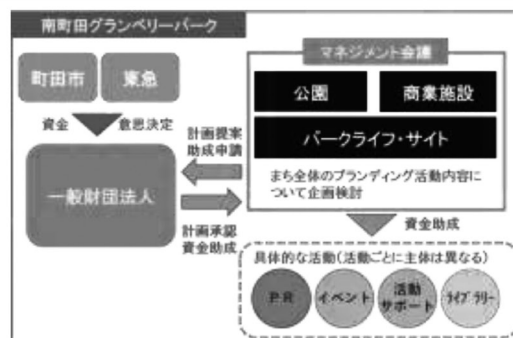 南町田グランベリーパーク
町田市
東急
資金
意思決定
一般財団法人
計画提案
助成申請
計画承認
資金助成
マネジメント会議
公園
商業施設
パークライフ・サイト
まち全体のブランディング活動内容に
ついて企画検討
資金助成
具体的な活動(活動ごとに主体は異なる)
PR
イベント
活動
サポート
ライブラリー